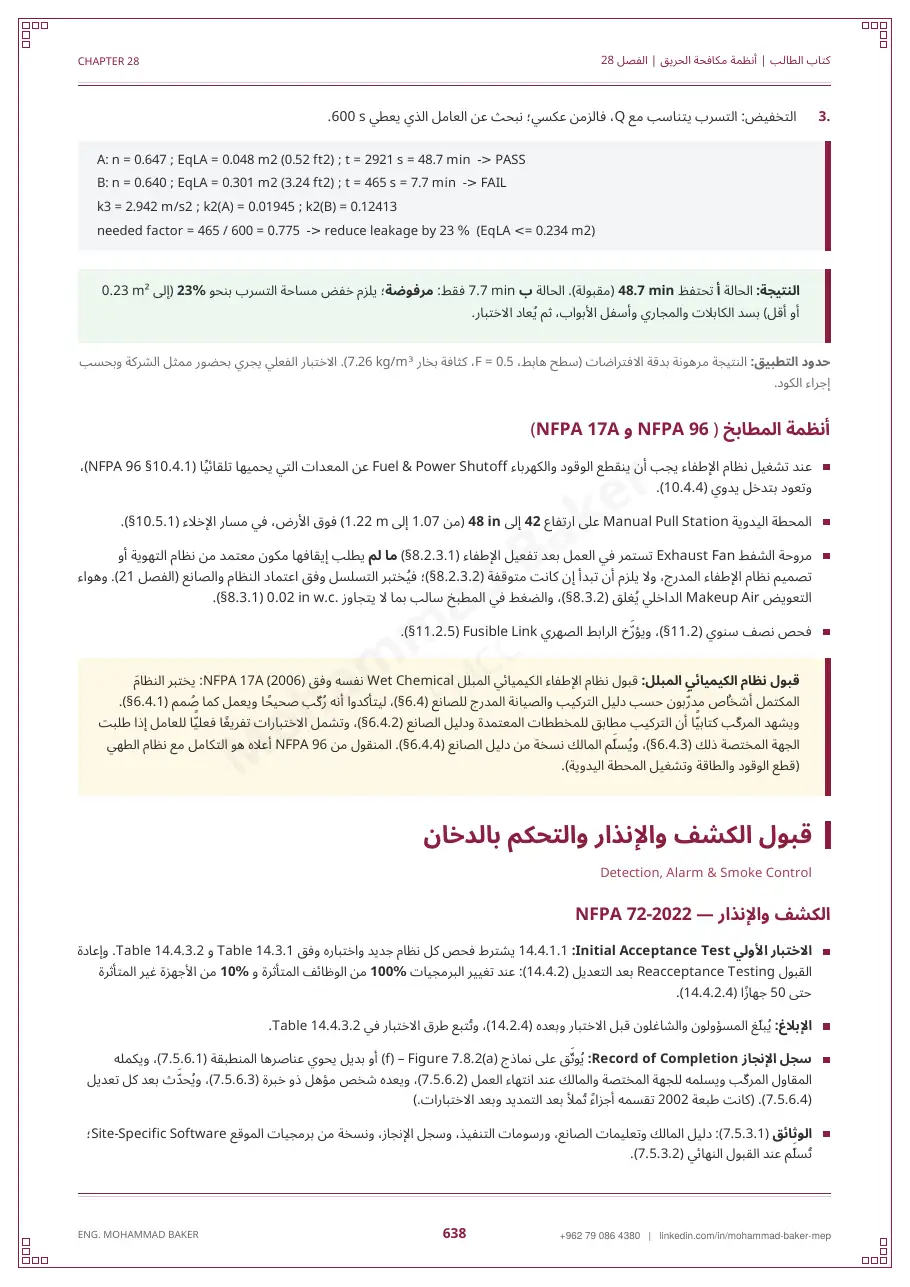 CHAPTER 28
كتاب الطالب | أنظمة مكافحة الحريق | الفصل 28
3. التخفيض: التسرب يتناسب مع Q، فالزمن عكسي؛ نبحث عن العامل الذي يعطي 600 s.
A: n = 0.647 ; EqLA = 0.048 m2 (0.52 ft2) ; t = 2921 s = 48.7 min -> PASS
B: n = 0.640 ; EqLA = 0.301 m2 (3.24 ft2) ; t = 465 s = 7.7 min -> FAIL
k3 = 2.942 m/s2 ; k2(A) = 0.01945 ; k2(B) = 0.12413
needed factor = 465 / 600 = 0.775 -> reduce leakage by 23 % (EqLA <= 0.234 m2)
النتيجة: الحالة أ تحتفظ 48.7 min (مقبولة). الحالة ب 7.7 min فقط: مرفوضة؛ يلزم خفض مساحة التسرب بنحو 23% (إلى 0.23 m²
أو أقل) بسد الكابلات والمجاري وأسفل الأبواب، ثم يُعاد الاختبار.
حدود التطبيق: النتيجة مرهونة بدقة الافتراضات (سطح هابط، F = 0.5، كثافة بخار 7.26 kg/m³). الاختبار الفعلي يجري بحضور ممثل الشركة وبحسب
إجراء الكود.
أنظمة المطابخ ( NFPA 96 و NFPA 17A)
عند تشغيل نظام الإطفاء يجب أن ينقطع الوقود والكهرباء Fuel & Power Shutoff عن المعدات التي يحميها تلقائيًا (NFPA 96 §10.4.1)،
وتعود بتدخل يدوي (10.4.4).
المحطة اليدوية Manual Pull Station على ارتفاع 42 إلى 48 in (من 1.07 إلى 1.22 m) فوق الأرض، في مسار الإخلاء (§10.5.1).
مروحة الشفط Exhaust Fan تستمر في العمل بعد تفعيل الإطفاء (§8.2.3.1) ما لم يطلب إيقافها مكون معتمد من نظام التهوية أو
تصميم نظام الإطفاء المدرج، ولا يلزم أن تبدأ إن كانت متوقفة (§8.2.3.2)؛ فيُختبر التسلسل وفق اعتماد النظام والصانع (الفصل 21). وهواء
التعويض Makeup Air الداخلي يُغلق (§8.3.2)، والضغط في المطبخ سالب بما لا يتجاوز 0.02 in w.c. (§8.3.1).
فحص نصف سنوي (§11.2)، ويؤرَّخ الرابط الصهري Fusible Link (§11.2.5).
قبول نظام الكيميائي المبلل: قبول نظام الإطفاء الكيميائي المبلل Wet Chemical نفسه وفق NFPA 17A (2006): يختبر النظامَ
المكتمل أشخاص مدرّبون حسب دليل التركيب والصيانة المدرج للصانع (§6.4)، ليتأكدوا أنه رُكّب صحيحًا ويعمل كما صُمم (§6.4.1).
ويشهد المركّب كتابيًا أن التركيب مطابق للمخططات المعتمدة ودليل الصانع (§6.4.2)، وتشمل الاختبارات تفريغًا فعليًا للعامل إذا طلبت
الجهة المختصة ذلك (§6.4.3)، ويُسلَّم المالك نسخة من دليل الصانع (§6.4.4). المنقول من NFPA 96 أعلاه هو التكامل مع نظام الطهي
(قطع الوقود والطاقة وتشغيل المحطة اليدوية).
قبول الكشف والإنذار والتحكم بالدخان
Detection, Alarm & Smoke Control
الكشف والإنذار — NFPA 72-2022
الاختبار الأولي Initial Acceptance Test: 14.4.1.1 يشترط فحص كل نظام جديد واختباره وفق Table 14.3.1 و Table 14.4.3.2. وإعادة
القبول Reacceptance Testing بعد التعديل (14.4.2): عند تغيير البرمجيات 100% من الوظائف المتأثرة و 10% من الأجهزة غير المتأثرة
حتى 50 جهازًا (14.4.2.4).
الإبلاغ: يُبلّغ المسؤولون والشاغلون قبل الاختبار وبعده (14.2.4)، وتُتبع طرق الاختبار في Table 14.4.3.2.
سجل الإنجاز Record of Completion: يُوثَّق على نماذج Figure 7.8.2(a) – (f) أو بديل يحوي عناصرها المنطبقة (7.5.6.1)، ويكمله
المقاول المركّب ويسلمه للجهة المختصة والمالك عند انتهاء العمل (7.5.6.2)، ويعده شخص مؤهل ذو خبرة (7.5.6.3)، ويُحدَّث بعد كل تعديل
(7.5.6.4). (كانت طبعة 2002 تقسمه أجزاءً تُملأ بعد التمديد وبعد الاختبارات.)
الوثائق (7.5.3.1): دليل المالك وتعليمات الصانع، ورسومات التنفيذ، وسجل الإنجاز، ونسخة من برمجيات الموقع Site-Specific Software؛
تُسلَّم عند القبول النهائي (7.5.3.2).
ENG. MOHAMMAD BAKER
638
+962 79 086 4380 | linkedin.com/in/mohammad-baker-mep
Mohammad Baker